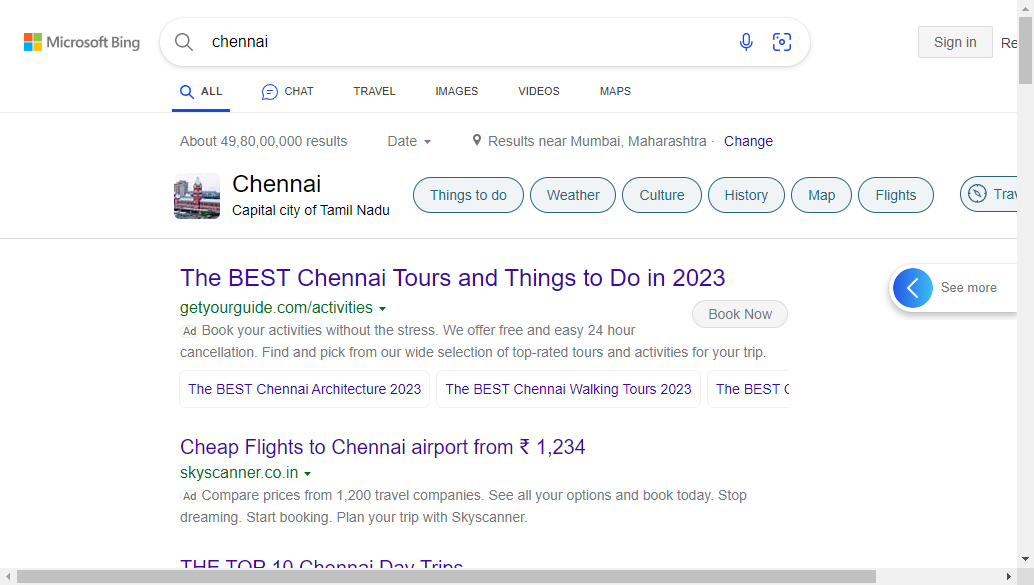 Microsoft Bing
chennai
Sign in
Re
ALL
CHAT
TRAVEL
IMAGES
VIDEOS
MAPS
About 49,80,00,000 results
Date
Results near Mumbai, Maharashtra ·
Change
Chennai
Capital city of Tamil Nadu
Things to do
Weather
Culture
History
Map
Flights
Trav
The BEST Chennai Tours and Things to Do in 2023
getyourguide.com/activities
Book Now
See more
Ad Book your activities without the stress. We offer free and easy 24 hour
cancellation. Find and pick from our wide selection of top-rated tours and activities for your trip.
The BEST Chennai Architecture 2023
The BEST Chennai Walking Tours 2023
The BEST C
Cheap Flights to Chennai airport from ₹ 1,234
skyscanner.co.in
Ad Compare prices from 1,200 travel companies. See all your options and book today. Stop
dreaming. Start booking. Plan your trip with Skyscanner.
THE TOP 10 Chennai Day Trips